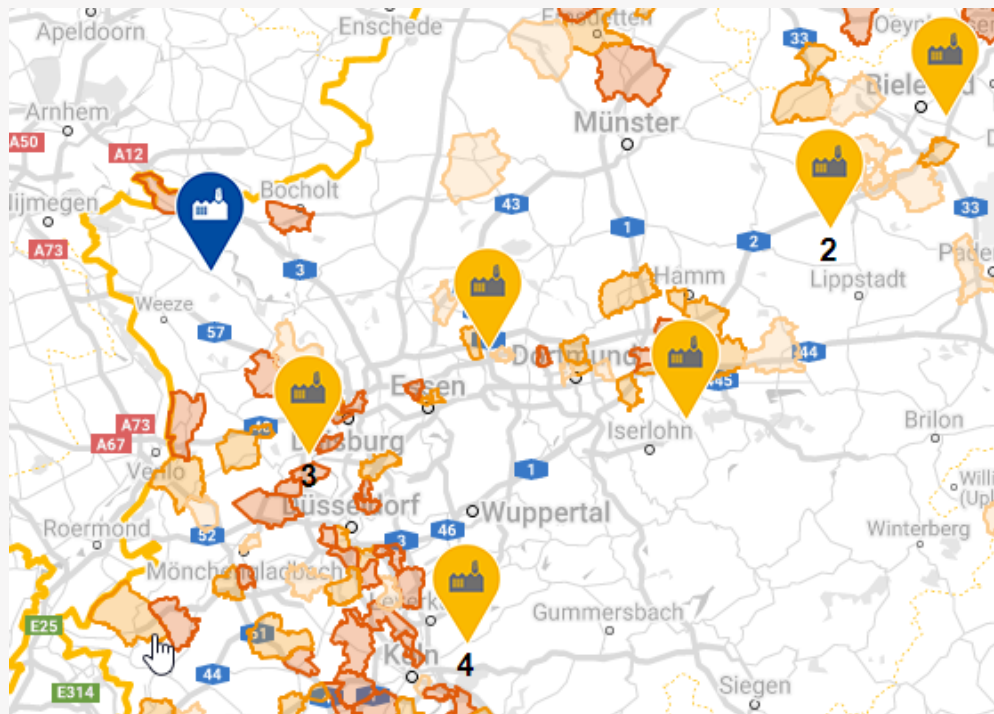 Apeldoorn
Enschede
33
Bielefeld
Arnhem
Münster
A50
A12
Bocholt
Nijmegen
43
33
1
2
2
A73
3
Hamm
Lippstadt
Weeze
57
Dortmund
44
Essen
445
A73
Duisburg
A67
Iserlohn
Brilon
Venlo
3
1
Düsseldorf
Wuppertal
Roermond
52
3
46
Winterberg
Mönchengladbach
Gummersbach
E25
61
4
Köln
44
E314
Siegen